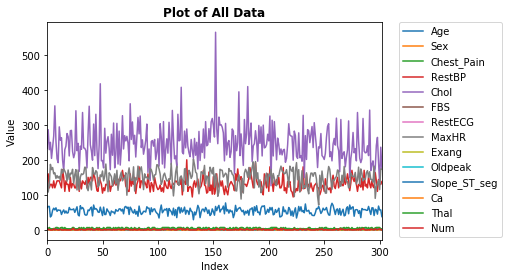 Plot of All Data
Value
500
400
300
200
100
0
0
50
100
150
200
250
300
Index
Age
Sex
Chest_Pain
RestBP
Chol
FBS
RestECG
MaxHR
Exang
Oldpeak
Slope_ST_seg
Ca
Thal
Num